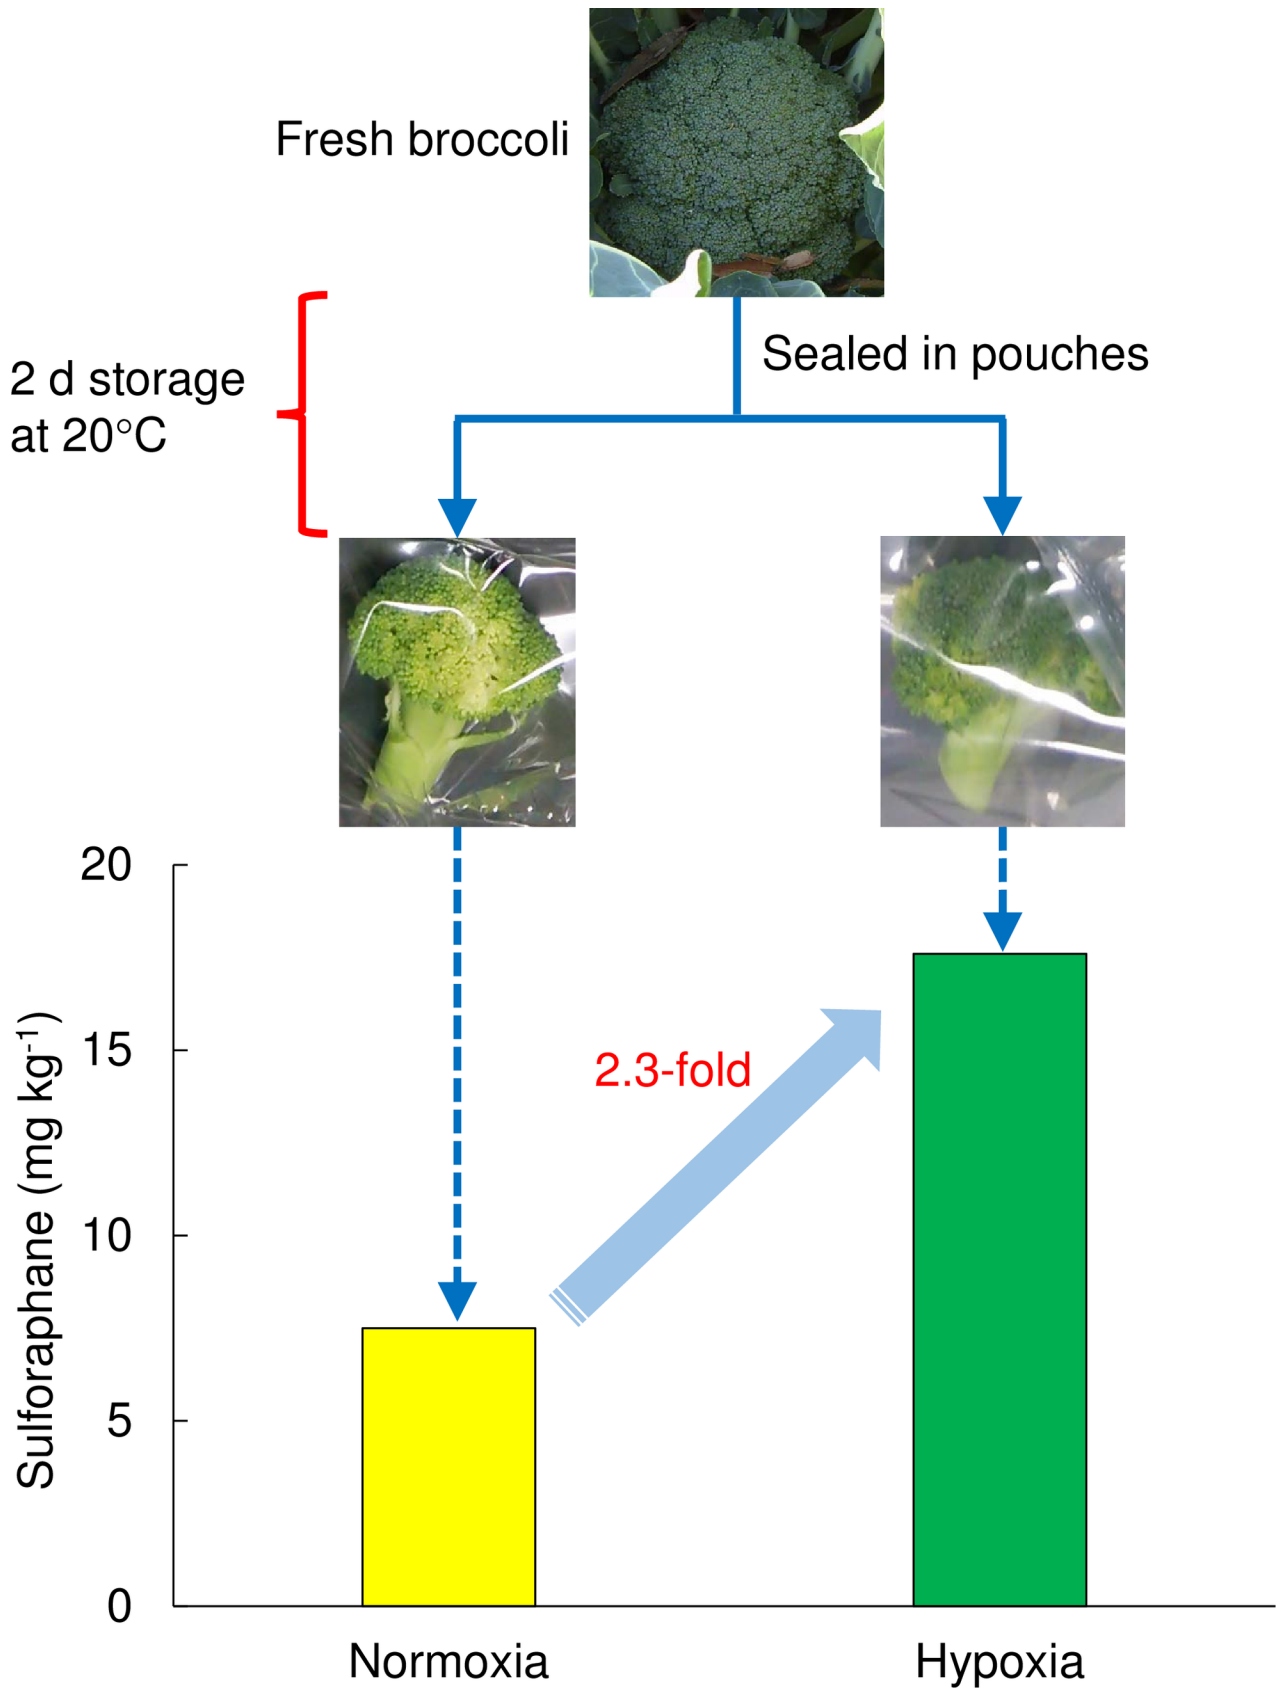 Fresh broccoli
Sealed in pouches
2 d storage
at 20°C
20
15
10
5
0
Sulforaphane (mg kg⁻¹)
2.3-fold
Normoxia
Hypoxia